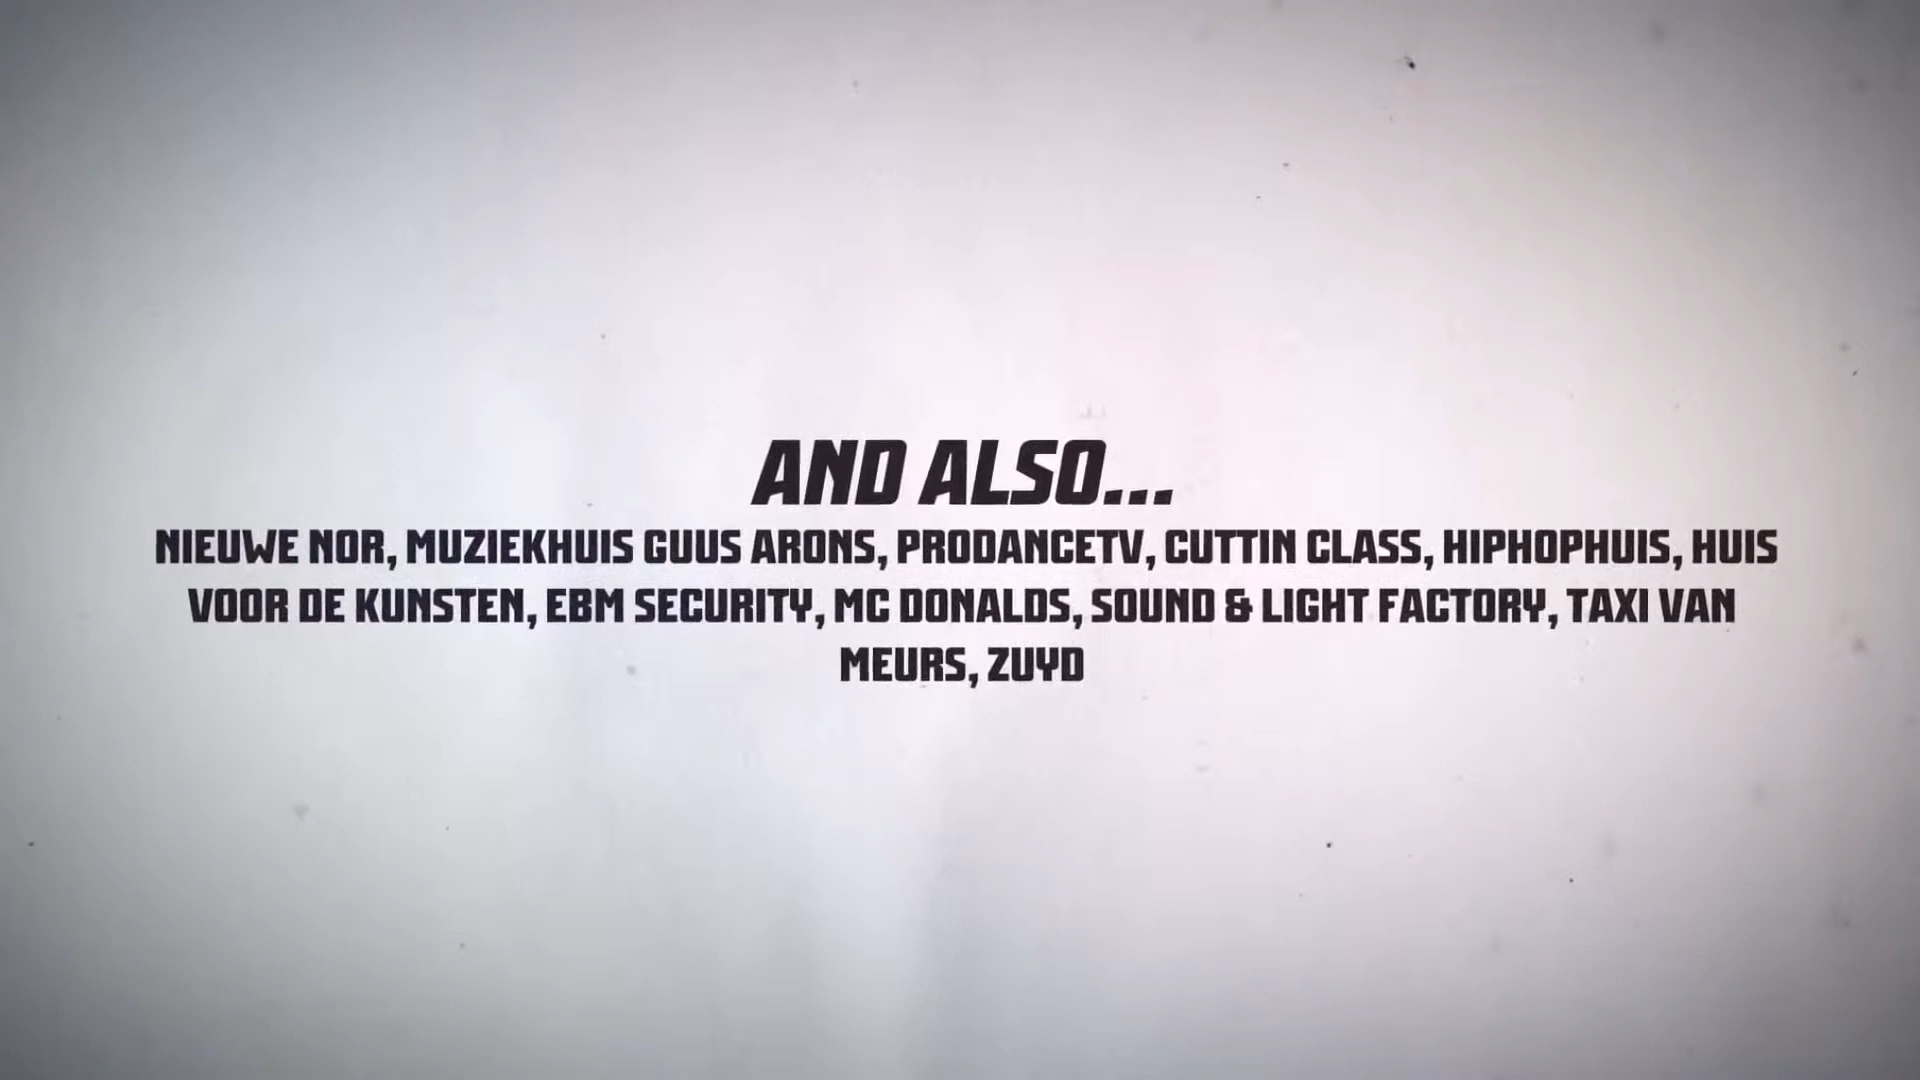 AND ALSO...
NIEUWE NOR, MUZIEKHUIS GUUS ARONS, PRODANCETV, CUTTIN CLASS, HIPHOPHUIS, HUIS
VOOR DE KUNSTEN, EBM SECURITY, MC DONALDS, SOUND & LIGHT FACTORY, TAXI VAN
MEURS, ZUYD